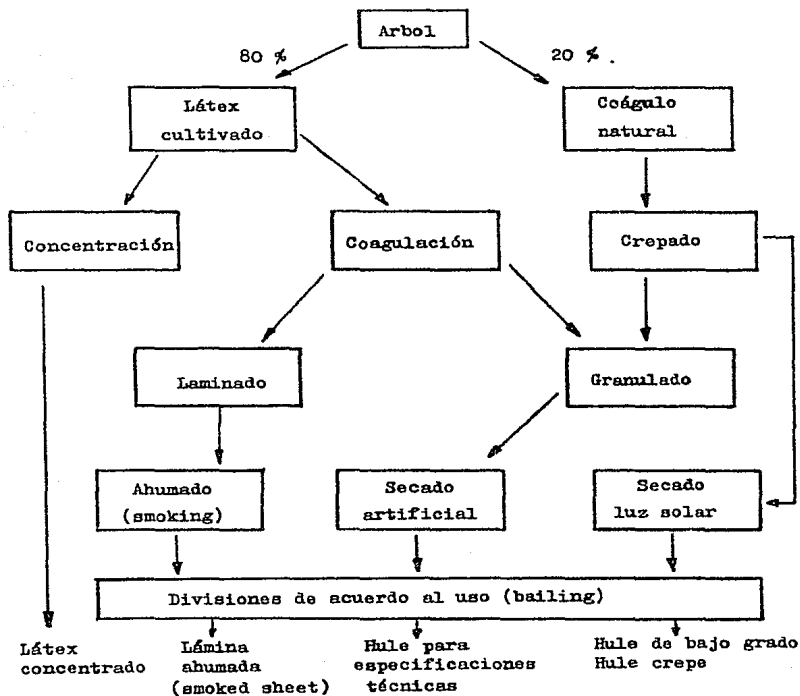 Arbol
80 %
20 % .
Látex
cultivado
Coágulo
natural
Concentración
Coagulación
Crepado
Laminado
Granulado
Ahumado
(smoking)
Secado
artificial
Secado
luz solar
Divisiones de acuerdo al uso (bailing)
Látex
concentrado
Lámina
ahumada
(smoked sheet)
Hule para
especificaciones
técnicas
Hule de bajo grado
Hule crepe